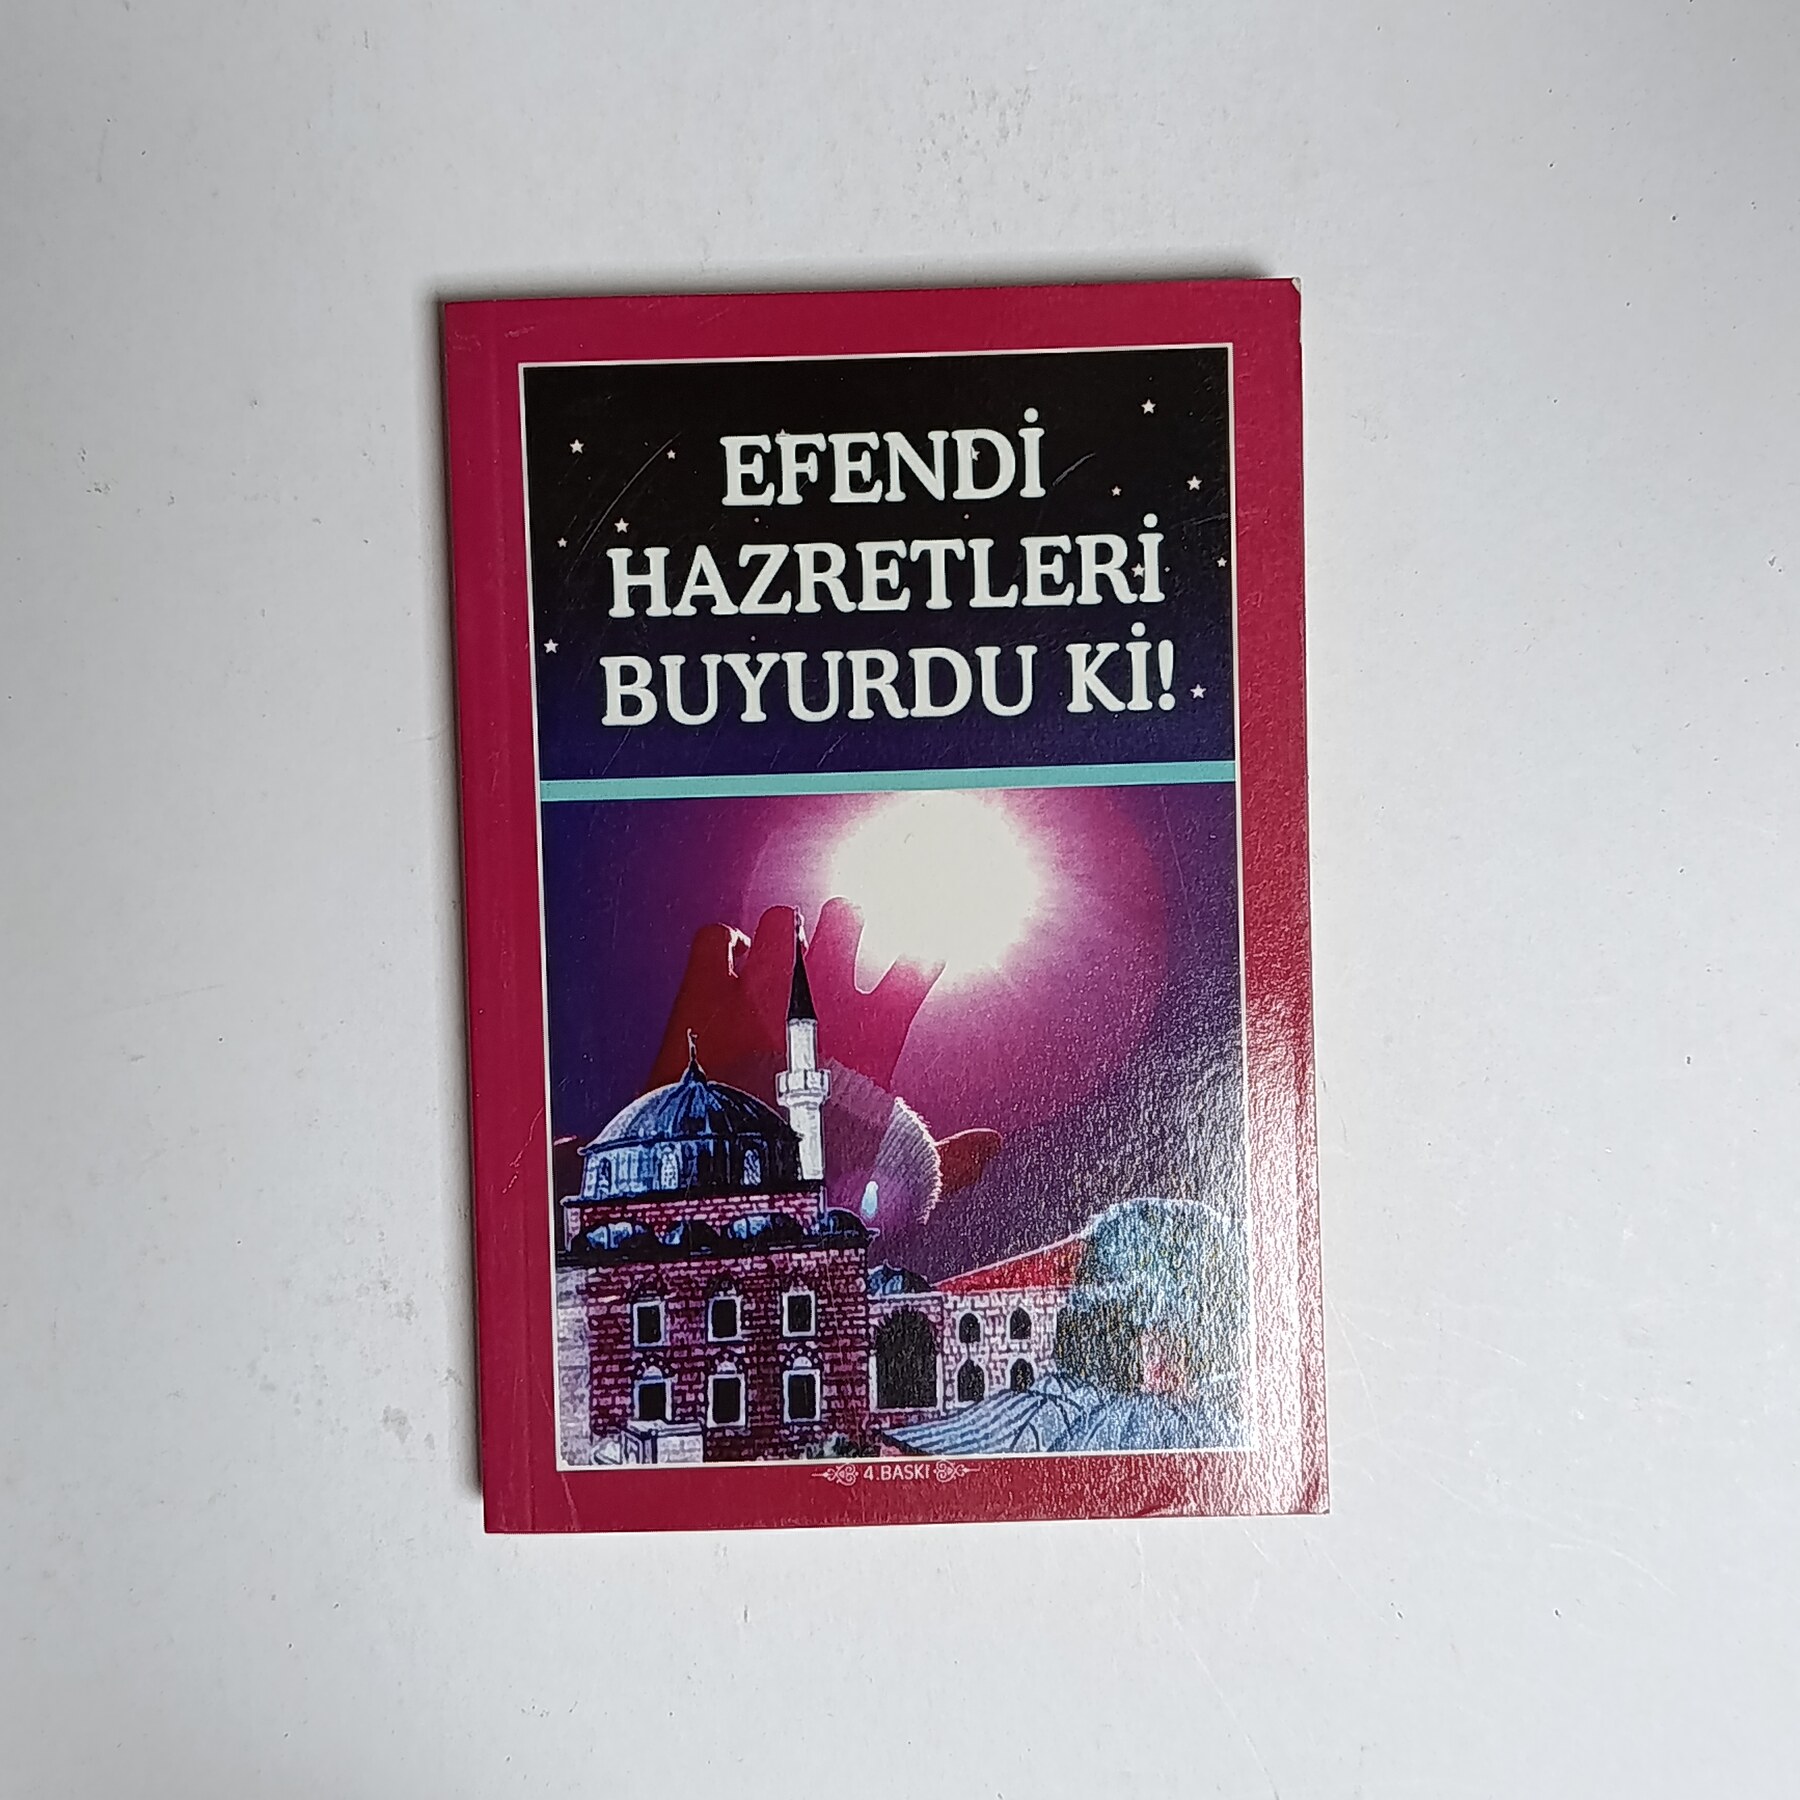 EFENDİ
HAZRETLERİ
BUYURDU Kİ!
4.BASKI